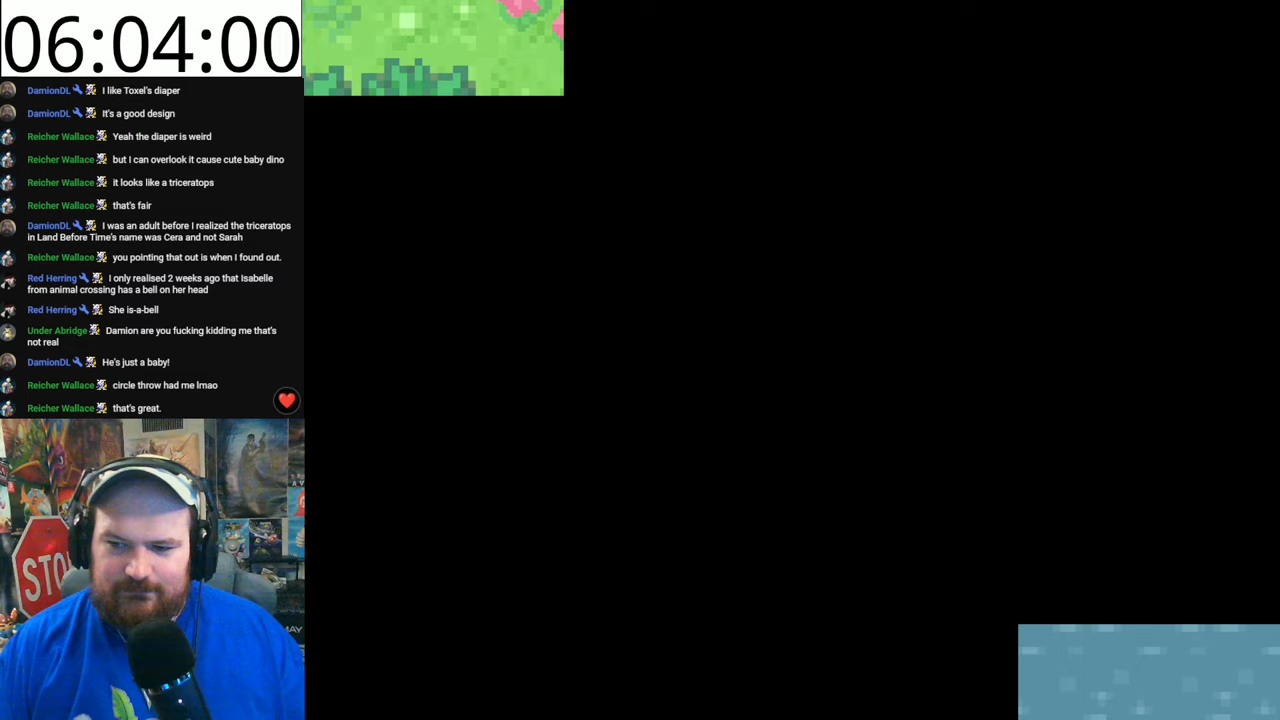 06:04:00
DamionDL I like Toxel's diaper
DamionDL It's a good design
Reicher Wallace Yeah the diaper is weird
Reicher Wallace but I can overlook it cause cute baby dino
Reicher Wallace it looks like a triceratops
Reicher Wallace that's fair
DamionDL I was an adult before I realized the triceratops
in Land Before Time's name was Cera and not Sarah
Reicher Wallace you pointing that out is when I found out.
Red Herring I only realised 2 weeks ago that Isabelle
from animal crossing has a bell on her head
Red Herring She is-a-bell
Under Abridge Damion are you fucking kidding me that's
not real
DamionDL He's just a baby!
Reicher Wallace circle throw had me lmao
Reicher Wallace that's great.
STO